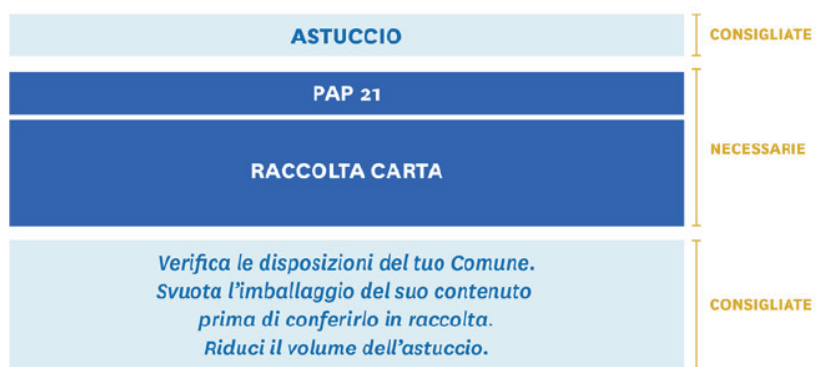 ASTUCCIO
CONSIGLIATE
PAP 21
RACCOLTA CARTA
NECESSARIE
Verifica le disposizioni del tuo Comune.
Svuota l'imballaggio del suo contenuto
prima di conferirlo in raccolta.
Riduci il volume dell'astuccio.
CONSIGLIATE